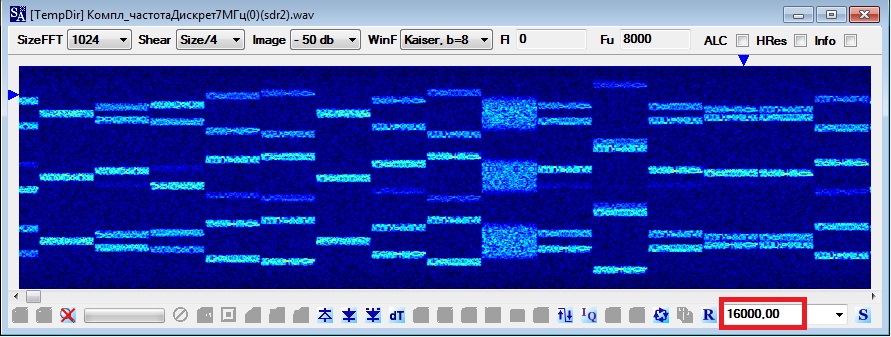 SA [TempDir] Компл_частотаДискрет7МГц(0)(sdr2).wav
SizeFFT 1024 Shear Size/4 Image - 50 db WinF Kaiser, b=8 Fl 0 Fu 8000 ALC HRes Info
dT IQ R 16000,00 S